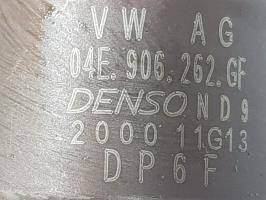 VW AG
04E.906.262.GF
DENSO ND9
2000 11G13
DP6F